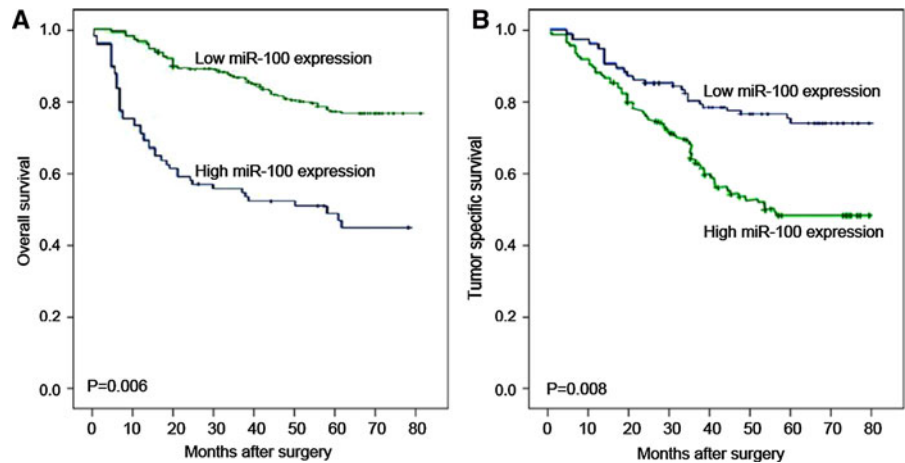 A
Overall survival
1.0
0.8
0.6
0.4
0.2
0.0
Low miR-100 expression
High miR-100 expression
P=0.006
0 10 20 30 40 50 60 70 80
Months after surgery
B
Tumor specific survival
1.0
0.8
0.6
0.4
0.2
0.0
Low miR-100 expression
High miR-100 expression
P=0.008
0 10 20 30 40 50 60 70 80
Months after surgery